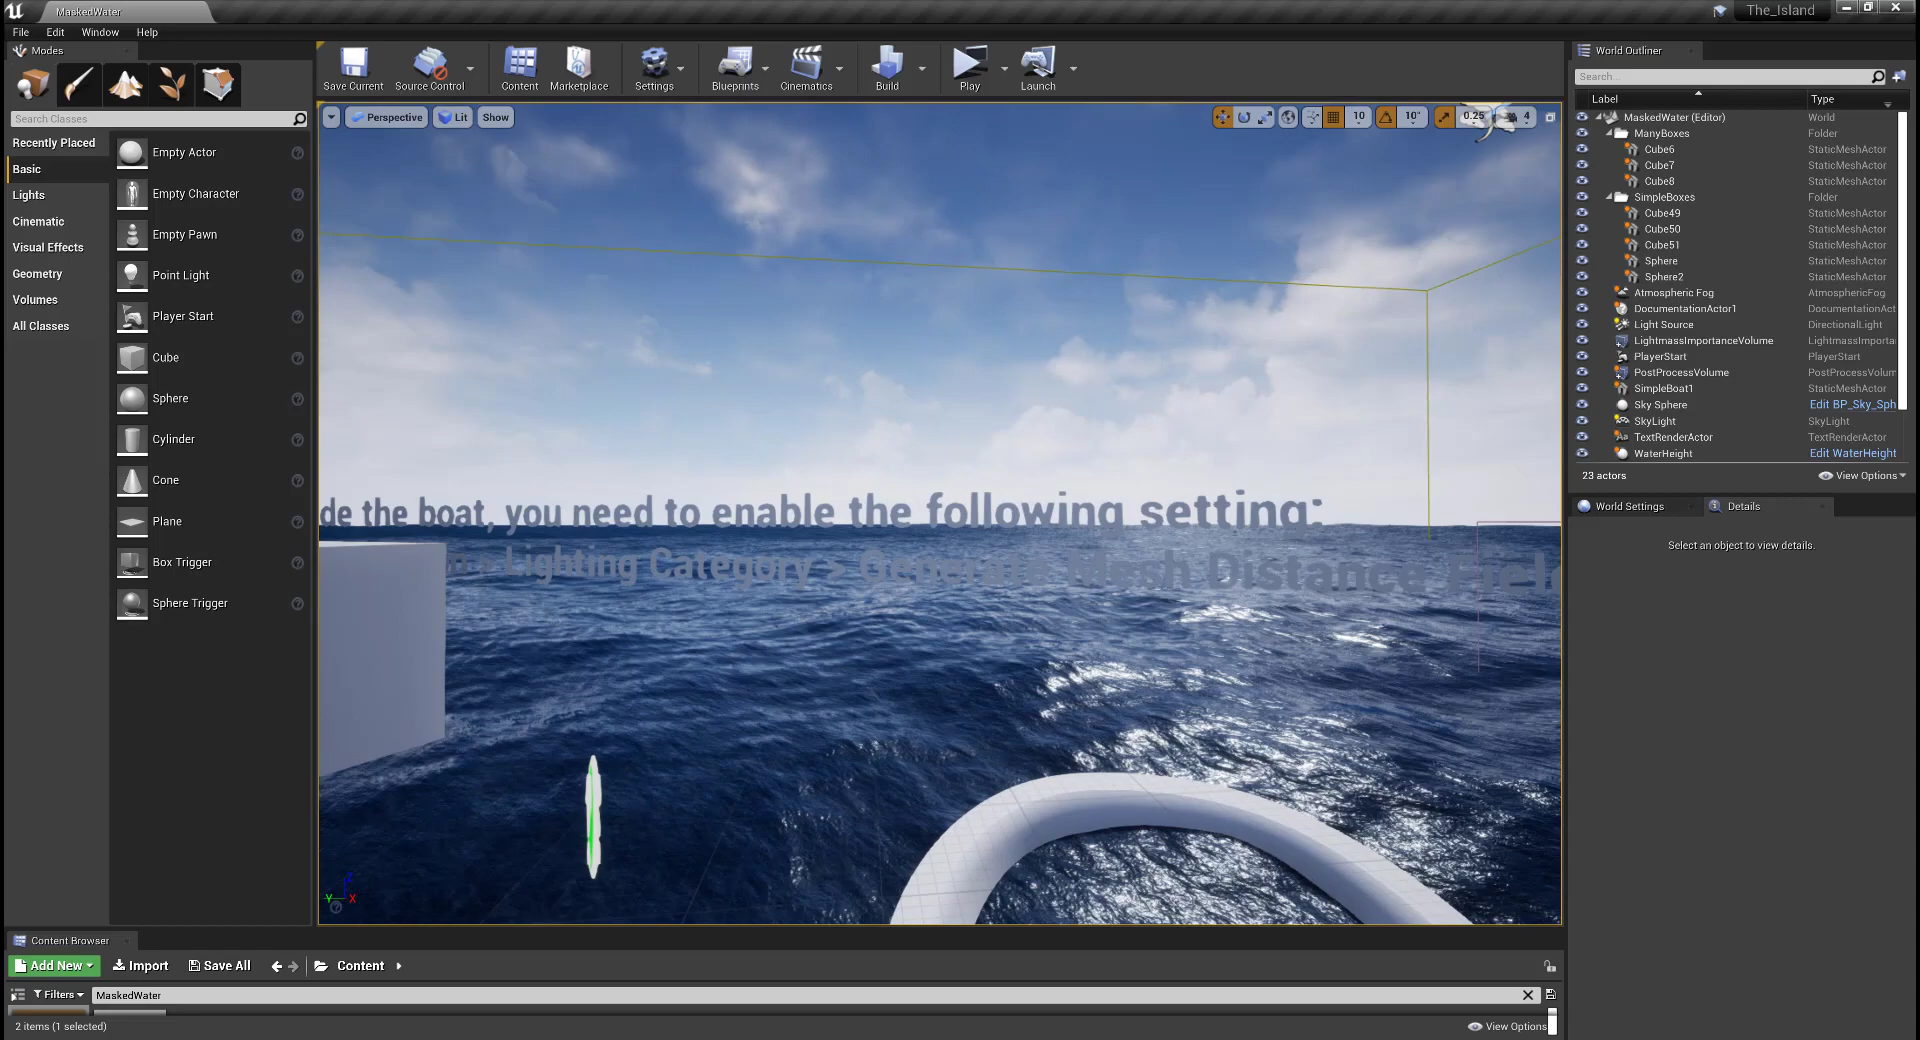 MaskedWater
The_Island
File Edit Window Help
Modes
Save Current
Source Control
Content
Marketplace
Settings
Blueprints
Cinematics
Build
Play
Launch
Search Classes
Recently Placed
Basic
Lights
Cinematic
Visual Effects
Geometry
Volumes
All Classes
Empty Actor
Empty Character
Empty Pawn
Point Light
Player Start
Cube
Sphere
Cylinder
Cone
Plane
Box Trigger
Sphere Trigger
Perspective Lit Show
10 10° 0.25 4
de the boat, you need to enable the following setting:
n > Lighting Category > Generate Mesh Distance Fiel
Y X Z
World Outliner
Search...
Label Type
MaskedWater (Editor) World
ManyBoxes Folder
Cube6 StaticMeshActor
Cube7 StaticMeshActor
Cube8 StaticMeshActor
SimpleBoxes Folder
Cube49 StaticMeshActor
Cube50 StaticMeshActor
Cube51 StaticMeshActor
Sphere StaticMeshActor
Sphere2 StaticMeshActor
Atmospheric Fog AtmosphericFog
DocumentationActor1 DocumentationAct
Light Source DirectionalLight
LightmassImportanceVolume LightmassImporta
PlayerStart PlayerStart
PostProcessVolume PostProcessVolum
SimpleBoat1 StaticMeshActor
Sky Sphere Edit BP_Sky_Sph
SkyLight SkyLight
TextRenderActor TextRenderActor
WaterHeight Edit WaterHeight
23 actors View Options
World Settings Details
Select an object to view details.
Content Browser
Add New Import Save All Content
Filters MaskedWater
2 items (1 selected) View Options